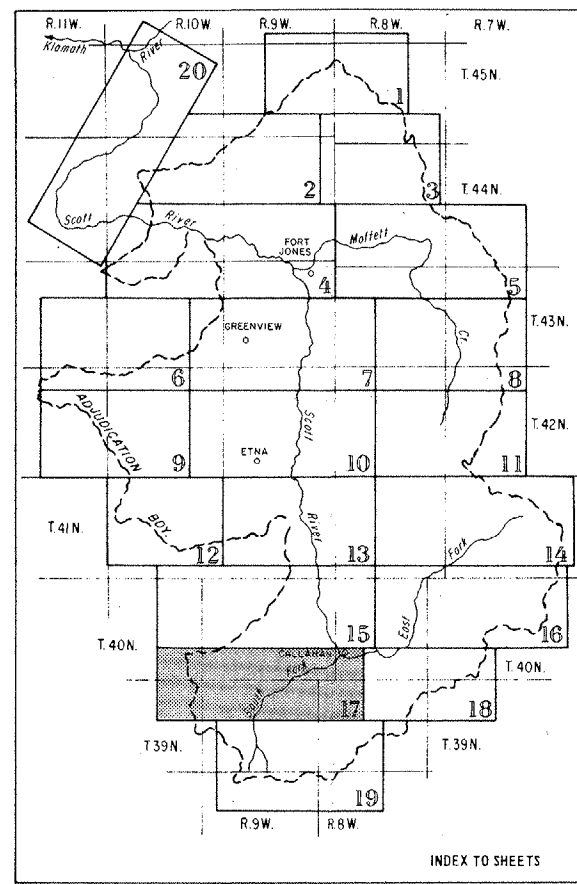 R.11W. R.10W. R.9W. R.8W. R.7W.
Klamath River
20
T.45N.
1
2
3
T.44N.
Scott River
Moffett
FORT
JONES
4
5
T.43N.
GREENVIEW
Cr.
6
7
8
ADJUDICATION
Scott
T.42N.
ETNA
9
10
11
T.41N.
BDY.
River
Fork
12
13
14
East
15
16
T.40N.
CALLAHAN
South Fork
T.40N.
17
18
T.39N.
T.39N.
19
R.9W. R.8W.
INDEX TO SHEETS